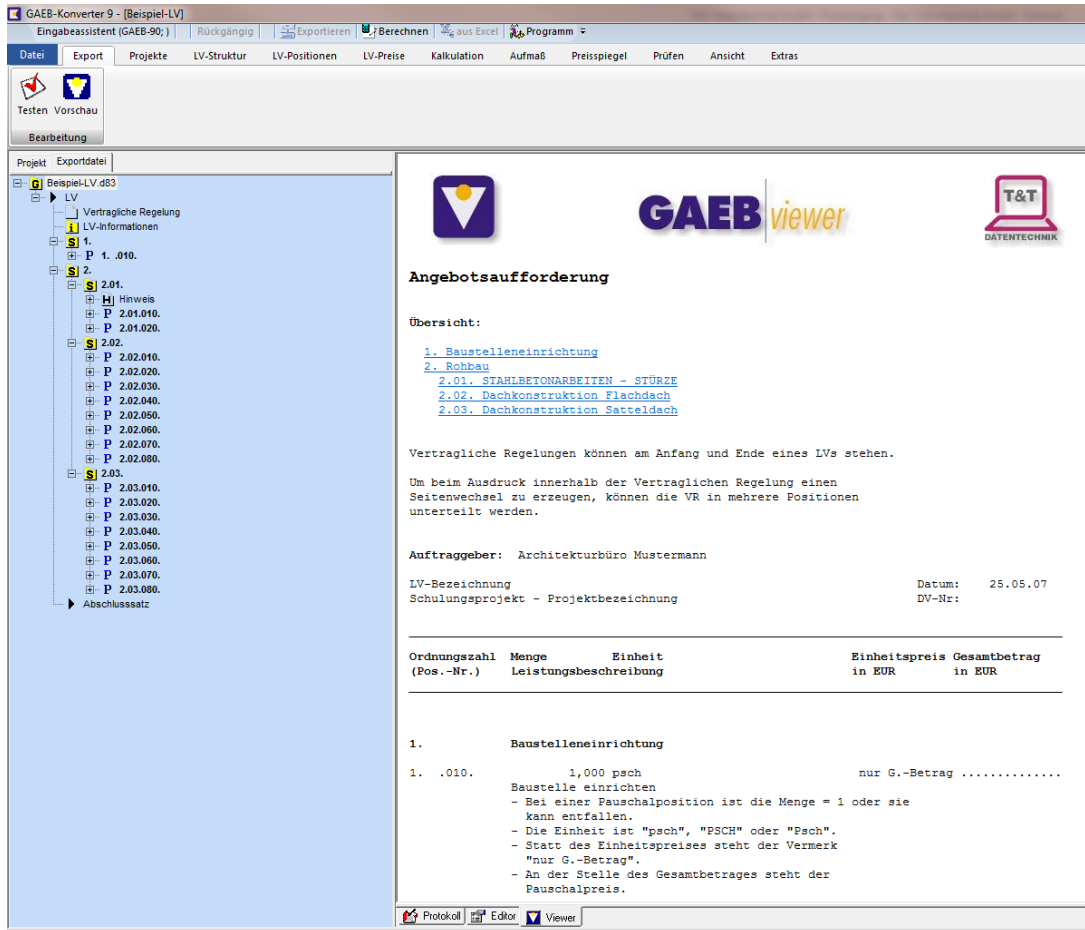 GAEB-Konverter 9 - [Beispiel-LV]
Eingabeassistent (GAEB-90; ) Rückgängig Exportieren Berechnen aus Excel Programm
Datei Export Projekte LV-Struktur LV-Positionen LV-Preise Kalkulation Aufmaß Preisspiegel Prüfen Ansicht Extras
Testen Vorschau
Bearbeitung
Projekt Exportdatei
G Beispiel-LV.d83
LV
Vertragliche Regelung
i LV-Informationen
S 1.
P 1. .010.
S 2.
S 2.01.
H Hinweis
P 2.01.010.
P 2.01.020.
S 2.02.
P 2.02.010.
P 2.02.020.
P 2.02.030.
P 2.02.040.
P 2.02.050.
P 2.02.060.
P 2.02.070.
P 2.02.080.
S 2.03.
P 2.03.010.
P 2.03.020.
P 2.03.030.
P 2.03.040.
P 2.03.050.
P 2.03.060.
P 2.03.070.
P 2.03.080.
Abschlusssatz
GAEB viewer
T&T
DATENTECHNIK
Angebotsaufforderung
Übersicht:
1. Baustelleneinrichtung
2. Rohbau
2.01. STAHLBETONARBEITEN - STÜRZE
2.02. Dachkonstruktion Flachdach
2.03. Dachkonstruktion Satteldach
Vertragliche Regelungen können am Anfang und Ende eines LVs stehen.
Um beim Ausdruck innerhalb der Vertraglichen Regelung einen
Seitenwechsel zu erzeugen, können die VR in mehrere Positionen
unterteilt werden.
Auftraggeber: Architekturbüro Mustermann
LV-Bezeichnung Datum: 25.05.07
Schulungsprojekt - Projektbezeichnung DV-Nr:
Ordnungszahl Menge Einheit Einheitspreis Gesamtbetrag
(Pos.-Nr.) Leistungsbeschreibung in EUR in EUR
1. Baustelleneinrichtung
1. .010. 1,000 psch nur G.-Betrag ..............
Baustelle einrichten
- Bei einer Pauschalposition ist die Menge = 1 oder sie
kann entfallen.
- Die Einheit ist "psch", "PSCH" oder "Psch".
- Statt des Einheitspreises steht der Vermerk
"nur G.-Betrag".
- An der Stelle des Gesamtbetrages steht der
Pauschalpreis.
Protokoll Editor Viewer